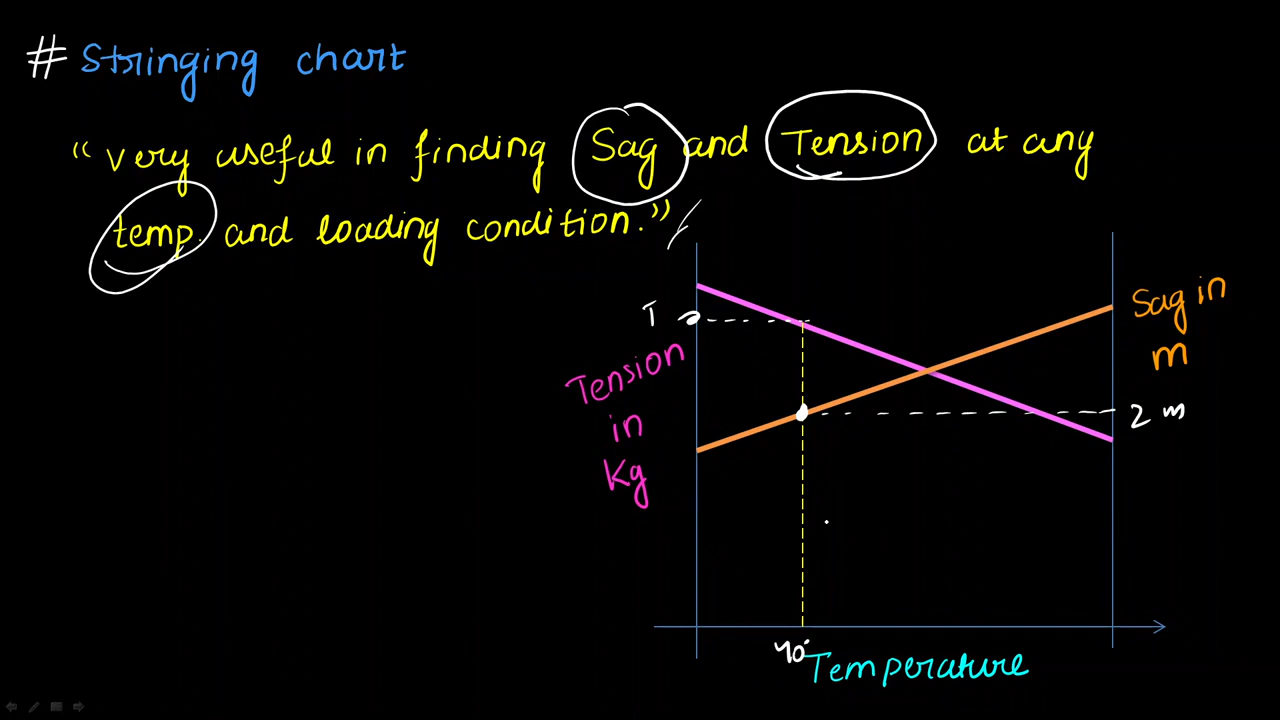 # Stringing chart
"Very useful in finding Sag and Tension at any
temp. and loading condition."
T
Tension
in
Kg
Sag in
m
2 m
40°
Temperature